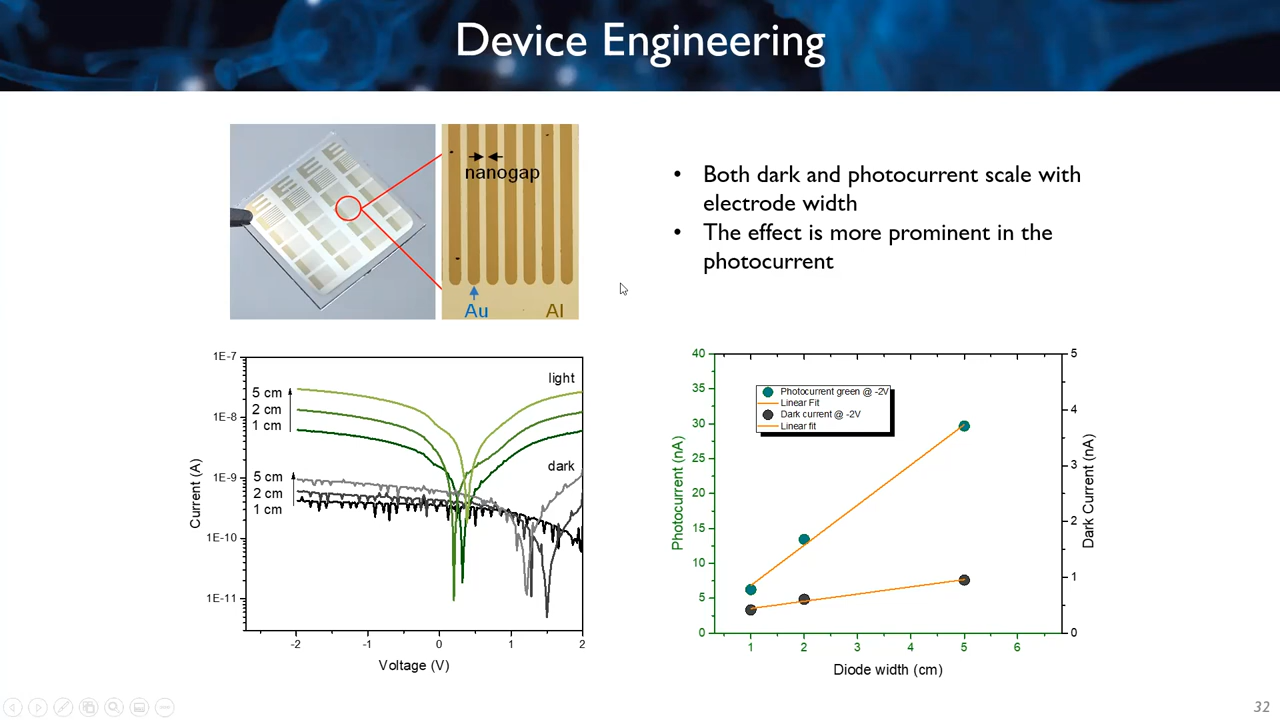 Device Engineering
nanogap
Au
Al
• Both dark and photocurrent scale with
electrode width
• The effect is more prominent in the
photocurrent
1E-7
1E-8
1E-9
1E-10
1E-11
Current (A)
light
5 cm
2 cm
1 cm
dark
5 cm
2 cm
1 cm
-2
-1
0
1
2
Voltage (V)
40
35
30
25
20
15
10
5
0
Photocurrent (nA)
Photocurrent green @ -2V
Linear Fit
Dark current @ -2V
Linear fit
5
4
3
2
1
0
Dark Current (nA)
1
2
3
4
5
6
Diode width (cm)
32